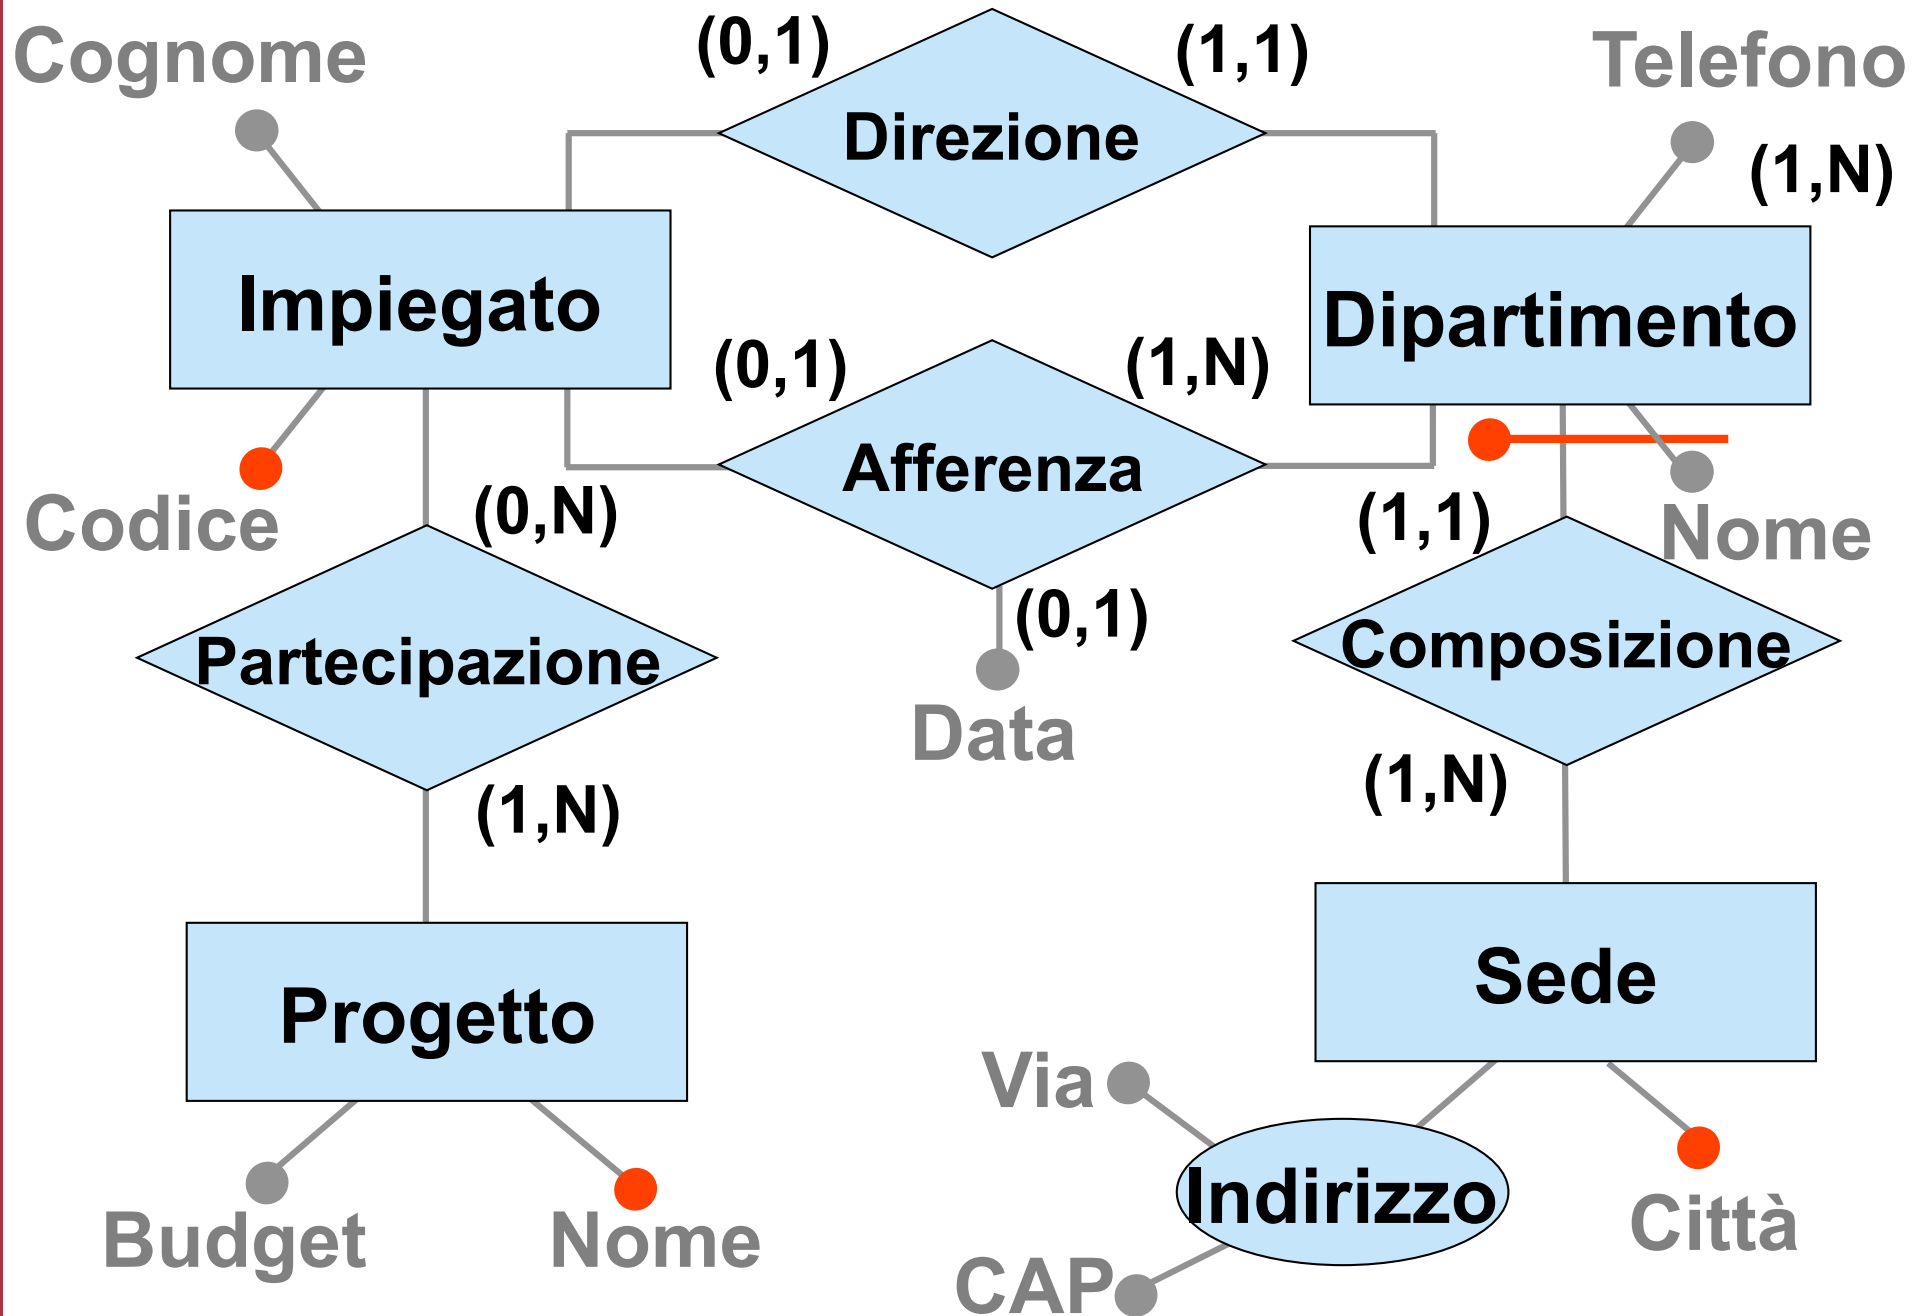 Cognome
(0,1)
(1,1)
Telefono
Direzione
(1,N)
Impiegato
Dipartimento
(0,1)
(1,N)
Afferenza
Codice
(0,N)
(1,1)
Nome
(0,1)
Partecipazione
Composizione
Data
(1,N)
(1,N)
Progetto
Sede
Via
Indirizzo
Città
Budget
Nome
CAP